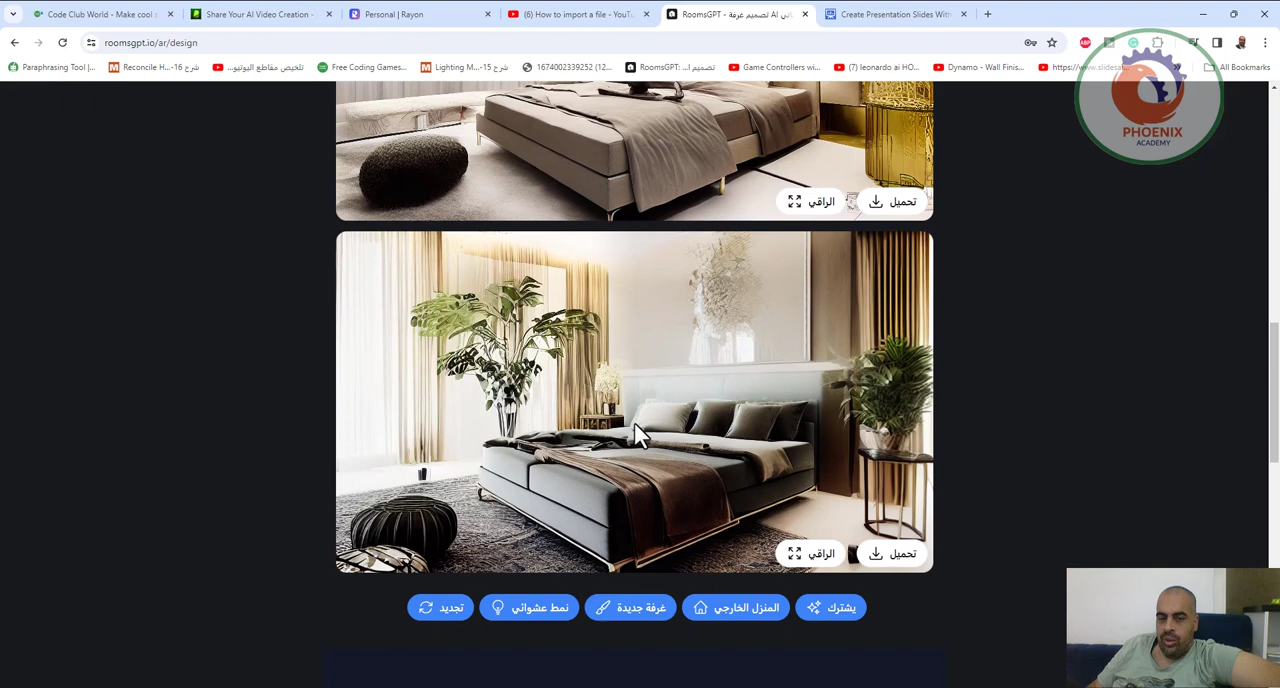 Code Club World - Make cool a
Share Your AI Video Creation -
Personal | Rayon
(6) How to import a file - YouTu
RoomsGPT - تصميم غرفة AI
Create Presentation Slides With
roomsgpt.io/ar/design
Paraphrasing Tool |...
Reconcile H... -16 شرح
تلخيص مقاطع اليوتيو...
Free Coding Games...
Lighting M... -15 شرح
1674002339252 (12...
RoomsGPT: تصميم ا...
Game Controllers wi...
(7) leonardo ai HO...
Dynamo - Wall Finis...
All Bookmarks
PHOENIX
ACADEMY
الراقي
تحميل
الراقي
تحميل
تجديد
نمط عشوائي
غرفة جديدة
المنزل الخارجي
يشترك